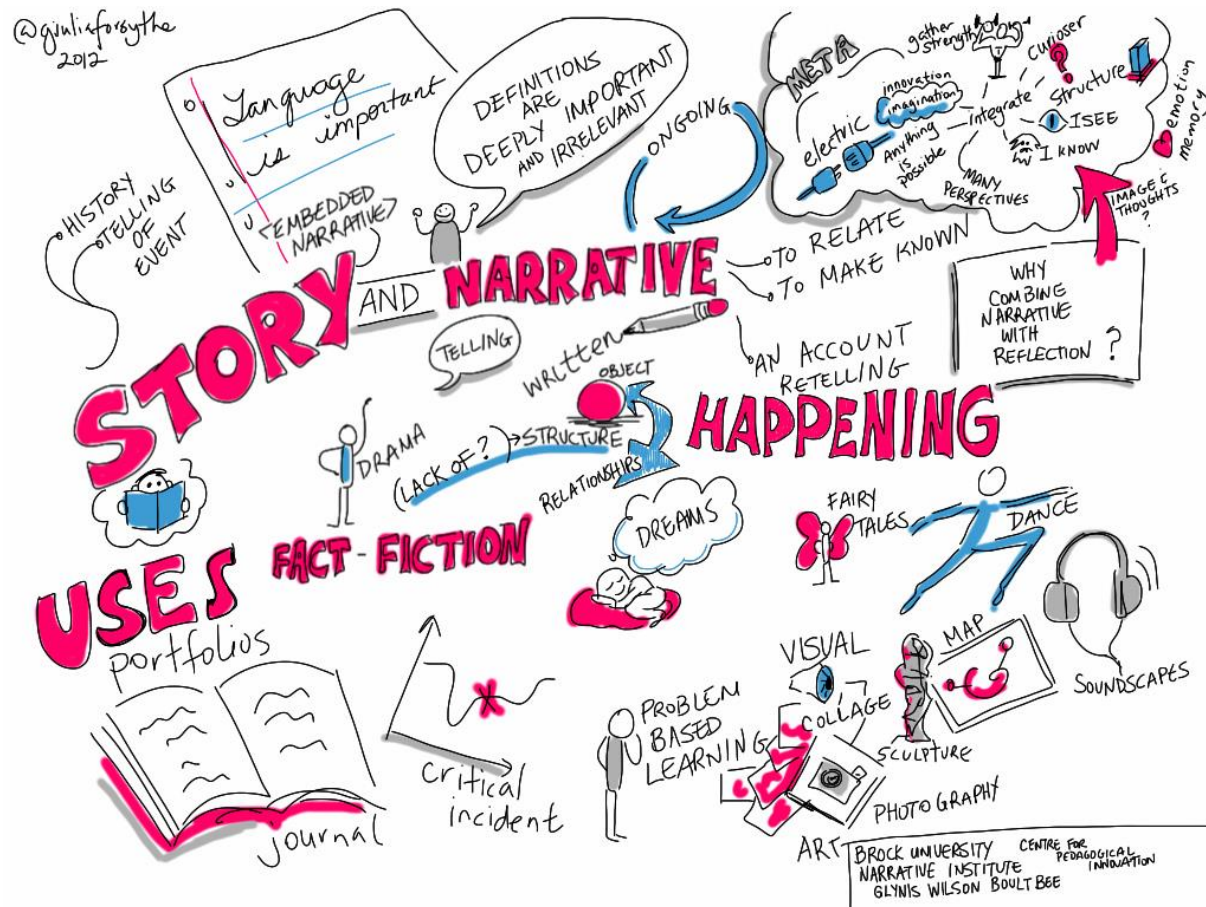 @giuliaforsythe
2012
Language
is important
<EMBEDDED
NARRATIVE>
DEFINITIONS
ARE
DEEPLY IMPORTANT
AND IRRELEVANT
ONGOING
META
gather
strength
curioser
structure
innovation
imagination
integrate
electric
Anything
is
possible
I SEE
I KNOW
MANY
PERSPECTIVES
emotion
memory
IMAGE &
THOUGHTS
?
HISTORY
TELLING
OF
EVENT
STORY AND NARRATIVE
TO RELATE
TO MAKE KNOWN
AN ACCOUNT
RETELLING
WHY
COMBINE
NARRATIVE
WITH
REFLECTION ?
TELLING
WRITTEN
OBJECT
HAPPENING
DRAMA
(LACK OF?) → STRUCTURE
RELATIONSHIPS
FACT - FICTION
DREAMS
FAIRY
TALES
DANCE
USES
portfolios
journal
critical
incident
PROBLEM
BASED
LEARNING
VISUAL
COLLAGE
SCULPTURE
MAP
SOUNDSCAPES
PHOTOGRAPHY
ART
BROCK UNIVERSITY CENTRE FOR
PEDAGOGICAL
INNOVATION
NARRATIVE INSTITUTE
GLYNIS WILSON BOULTBEE